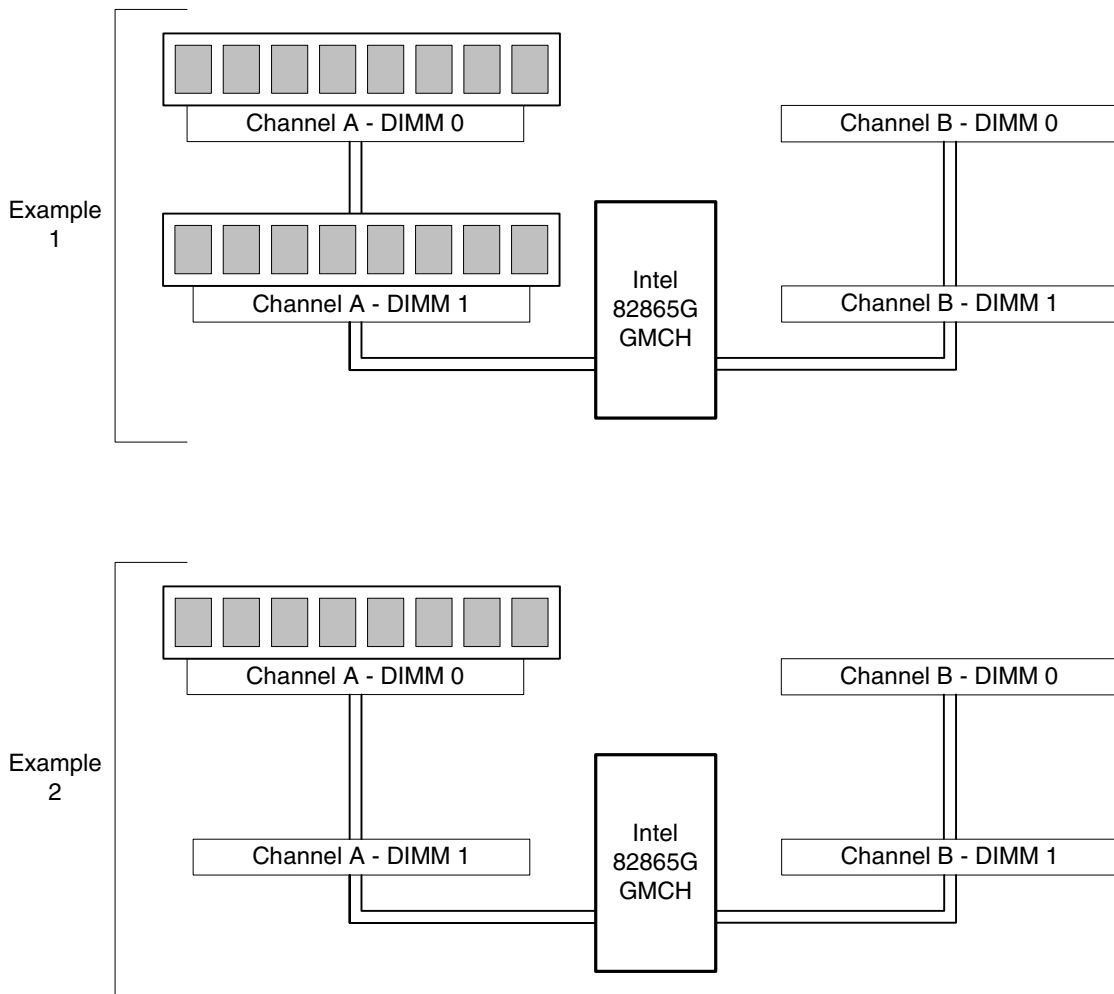 Channel A - DIMM 0
Channel B - DIMM 0
Example
1
Channel A - DIMM 1
Intel
82865G
GMCH
Channel B - DIMM 1
Channel A - DIMM 0
Channel B - DIMM 0
Example
2
Channel A - DIMM 1
Intel
82865G
GMCH
Channel B - DIMM 1